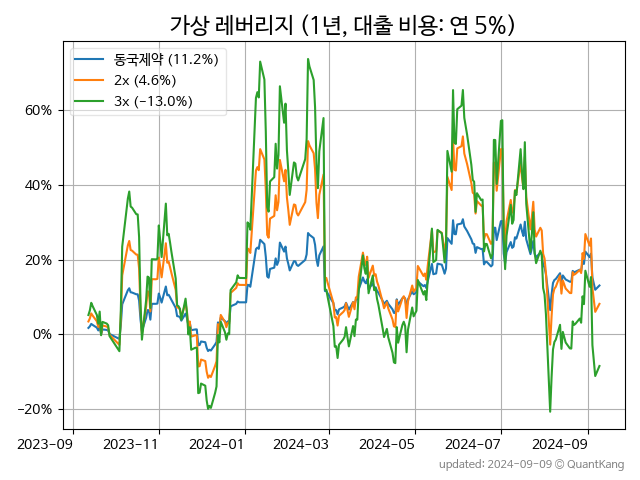 가상 레버리지 (1년, 대출 비용: 연 5%)
동국제약 (11.2%)
2x (4.6%)
3x (−13.0%)
60%
40%
20%
0%
−20%
2023-09 2023-11 2024-01 2024-03 2024-05 2024-07 2024-09
updated: 2024-09-09 © QuantKang